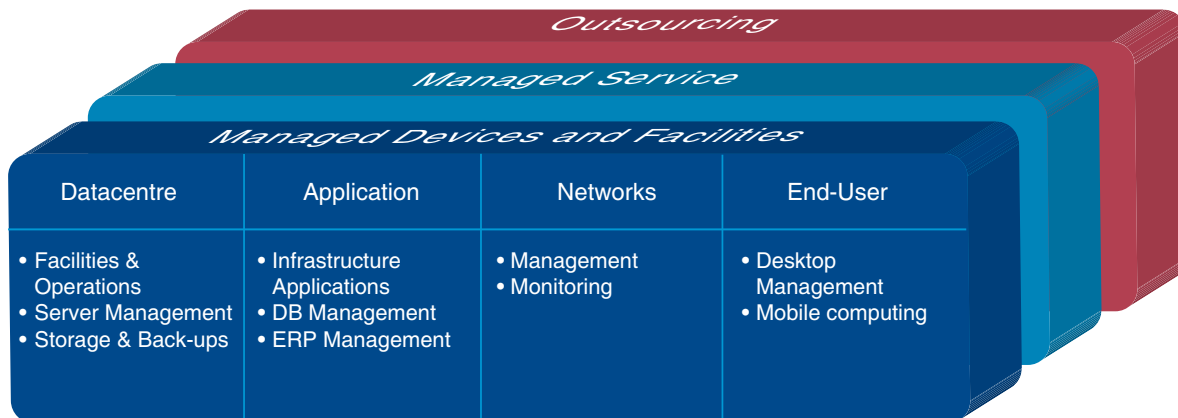 Outsourcing
Managed Service
Managed Devices and Facilities
Datacentre
• Facilities &
Operations
• Server Management
• Storage & Back-ups
Application
• Infrastructure
Applications
• DB Management
• ERP Management
Networks
• Management
• Monitoring
End-User
• Desktop
Management
• Mobile computing